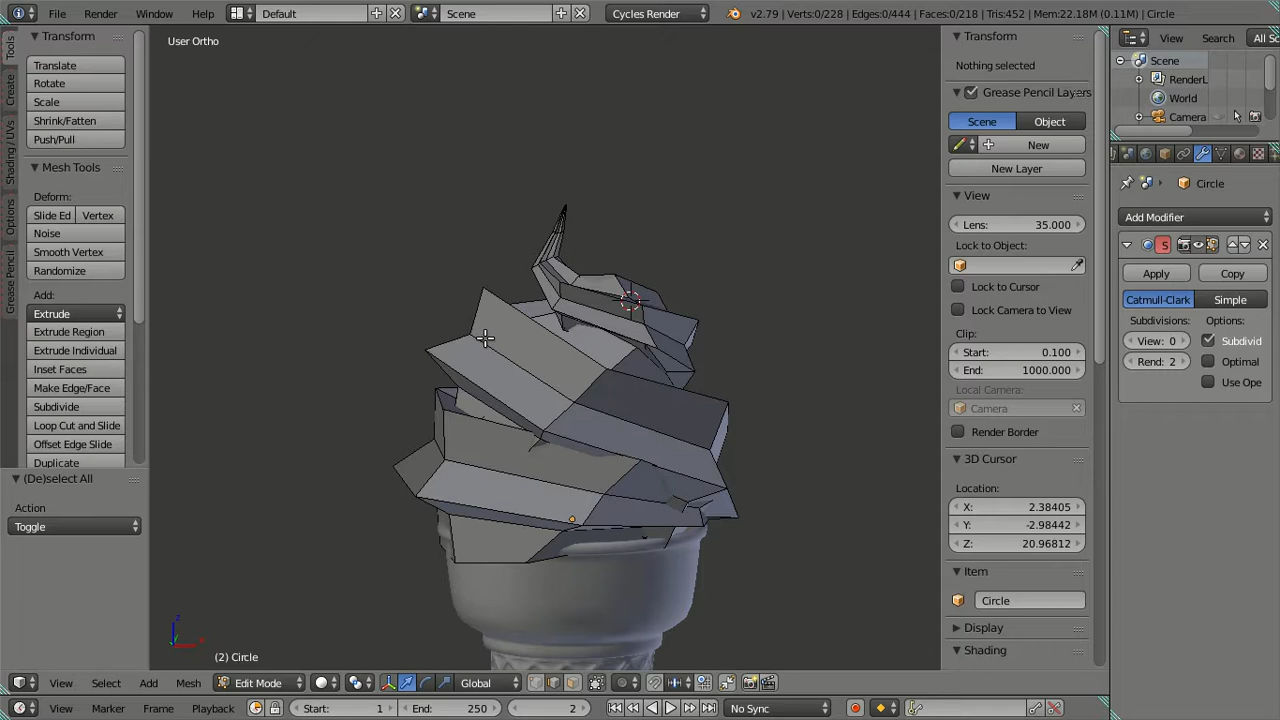 File Render Window Help Default Scene Cycles Render v2.79 | Verts:0/228 | Edges:0/444 | Faces:0/218 | Tris:452 | Mem:22.18M (0.11M) | Circle
Tools
Create
Shading / UVs
Options
Grease Pencil
Transform
Translate
Rotate
Scale
Shrink/Fatten
Push/Pull
Mesh Tools
Deform:
Slide Ed Vertex
Noise
Smooth Vertex
Randomize
Add:
Extrude
Extrude Region
Extrude Individual
Inset Faces
Make Edge/Face
Subdivide
Loop Cut and Slide
Offset Edge Slide
Duplicate
(De)select All
Action
Toggle
User Ortho
z
x
(2) Circle
Transform
Nothing selected
Grease Pencil Layers
Scene Object
New
New Layer
View
Lens: 35.000
Lock to Object:
Lock to Cursor
Lock Camera to View
Clip:
Start: 0.100
End: 1000.000
Local Camera:
Camera
Render Border
3D Cursor
Location:
X: 2.38405
Y: -2.98442
Z: 20.96812
Item
Circle
Display
Shading
View Search All Sc
Scene
RenderL
World
Camera
Circle
Add Modifier
S
Apply Copy
Catmull-Clark Simple
Subdivisions: Options:
View: 0 Subdivid
Rend: 2 Optimal
Use Ope
View Select Add Mesh Edit Mode Global
View Marker Frame Playback Start: 1 End: 250 2 No Sync